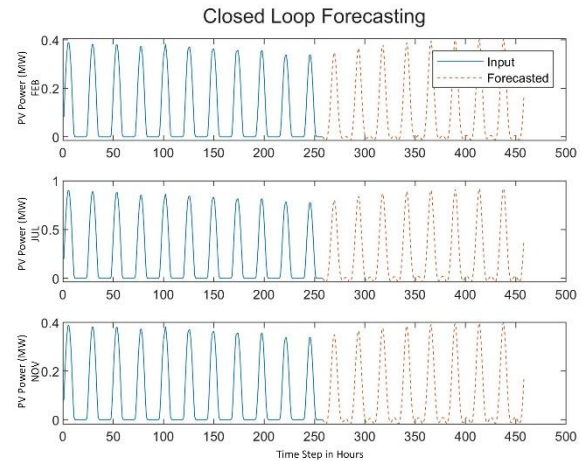 Closed Loop Forecasting
PV Power (MW)
FEB
0.4
0.2
0
Input
Forecasted
0 50 100 150 200 250 300 350 400 450 500
PV Power (MW)
JUL
1
0.5
0
0 50 100 150 200 250 300 350 400 450 500
PV Power (MW)
NOV
0.4
0.2
0
0 50 100 150 200 250 300 350 400 450 500
Time Step in Hours